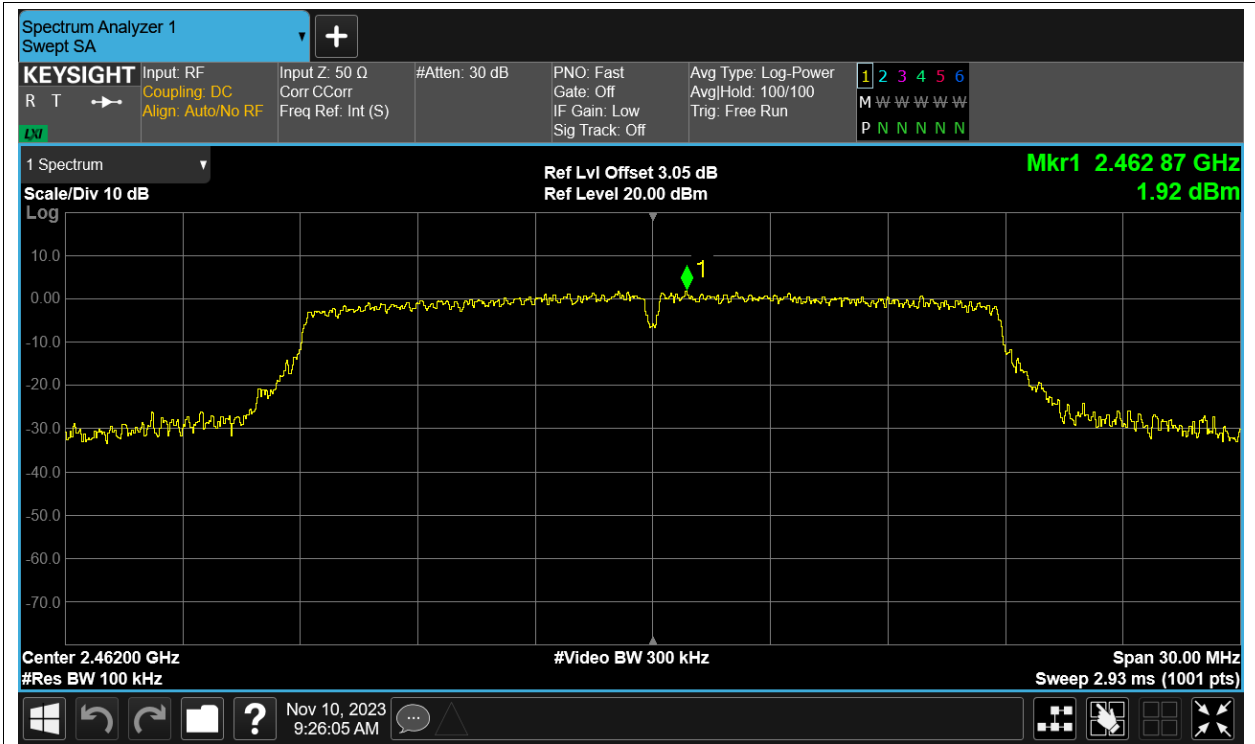 Spectrum Analyzer 1
Swept SA
+
KEYSIGHT
R T
LXI
Input: RF
Coupling: DC
Align: Auto/No RF
Input Z: 50 Ω
Corr CCorr
Freq Ref: Int (S)
#Atten: 30 dB
PNO: Fast
Gate: Off
IF Gain: Low
Sig Track: Off
Avg Type: Log-Power
Avg|Hold: 100/100
Trig: Free Run
1 2 3 4 5 6
M W W W W W
P N N N N N
1 Spectrum
Scale/Div 10 dB
Log
Ref Lvl Offset 3.05 dB
Ref Level 20.00 dBm
Mkr1 2.462 87 GHz
1.92 dBm
1
10.0
0.00
-10.0
-20.0
-30.0
-40.0
-50.0
-60.0
-70.0
Center 2.46200 GHz
#Res BW 100 kHz
#Video BW 300 kHz
Span 30.00 MHz
Sweep 2.93 ms (1001 pts)
?
Nov 10, 2023
9:26:05 AM